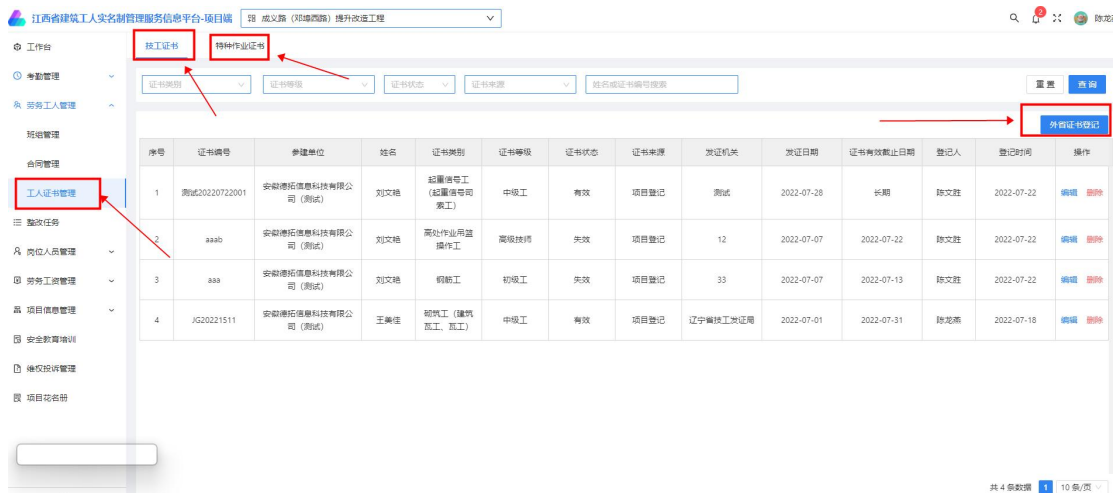 江西省建筑工人实名制管理服务信息平台-项目端 成义路（邓埠西路）提升改造工程 2
工作台
考勤管理
劳务工人管理
班组管理
合同管理
工人证书管理
整改任务
岗位人员管理
劳务工资管理
项目信息管理
安全教育培训
维权投诉管理
项目花名册
技工证书 特种作业证书
证书类别 证书等级 证书状态 证书来源 姓名或证书编号搜索 重置 查询
外省证书登记
序号 证书编号 参建单位 姓名 证书类别 证书等级 证书状态 证书来源 发证机关 发证日期 证书有效截止日期 登记人 登记时间 操作
1 测试20220722001 安徽德拓信息科技有限公司（测试） 刘文艳 起重信号工（起重信号司索工） 中级工 有效 项目登记 测试 2022-07-28 长期 陈文胜 2022-07-22 编辑 删除
2 aaab 安徽德拓信息科技有限公司（测试） 刘文艳 高处作业吊篮操作工 高级技师 失效 项目登记 12 2022-07-07 2022-07-22 陈文胜 2022-07-22 编辑 删除
3 aaa 安徽德拓信息科技有限公司（测试） 刘文艳 钢筋工 初级工 失效 项目登记 33 2022-07-07 2022-07-13 陈文胜 2022-07-22 编辑 删除
4 JG20221511 安徽德拓信息科技有限公司（测试） 王美佳 砌筑工（建筑瓦工、瓦工） 中级工 有效 项目登记 辽宁省技工发证局 2022-07-01 2022-07-31 陈龙燕 2022-07-18 编辑 删除
共 4 条数据 1 10 条/页